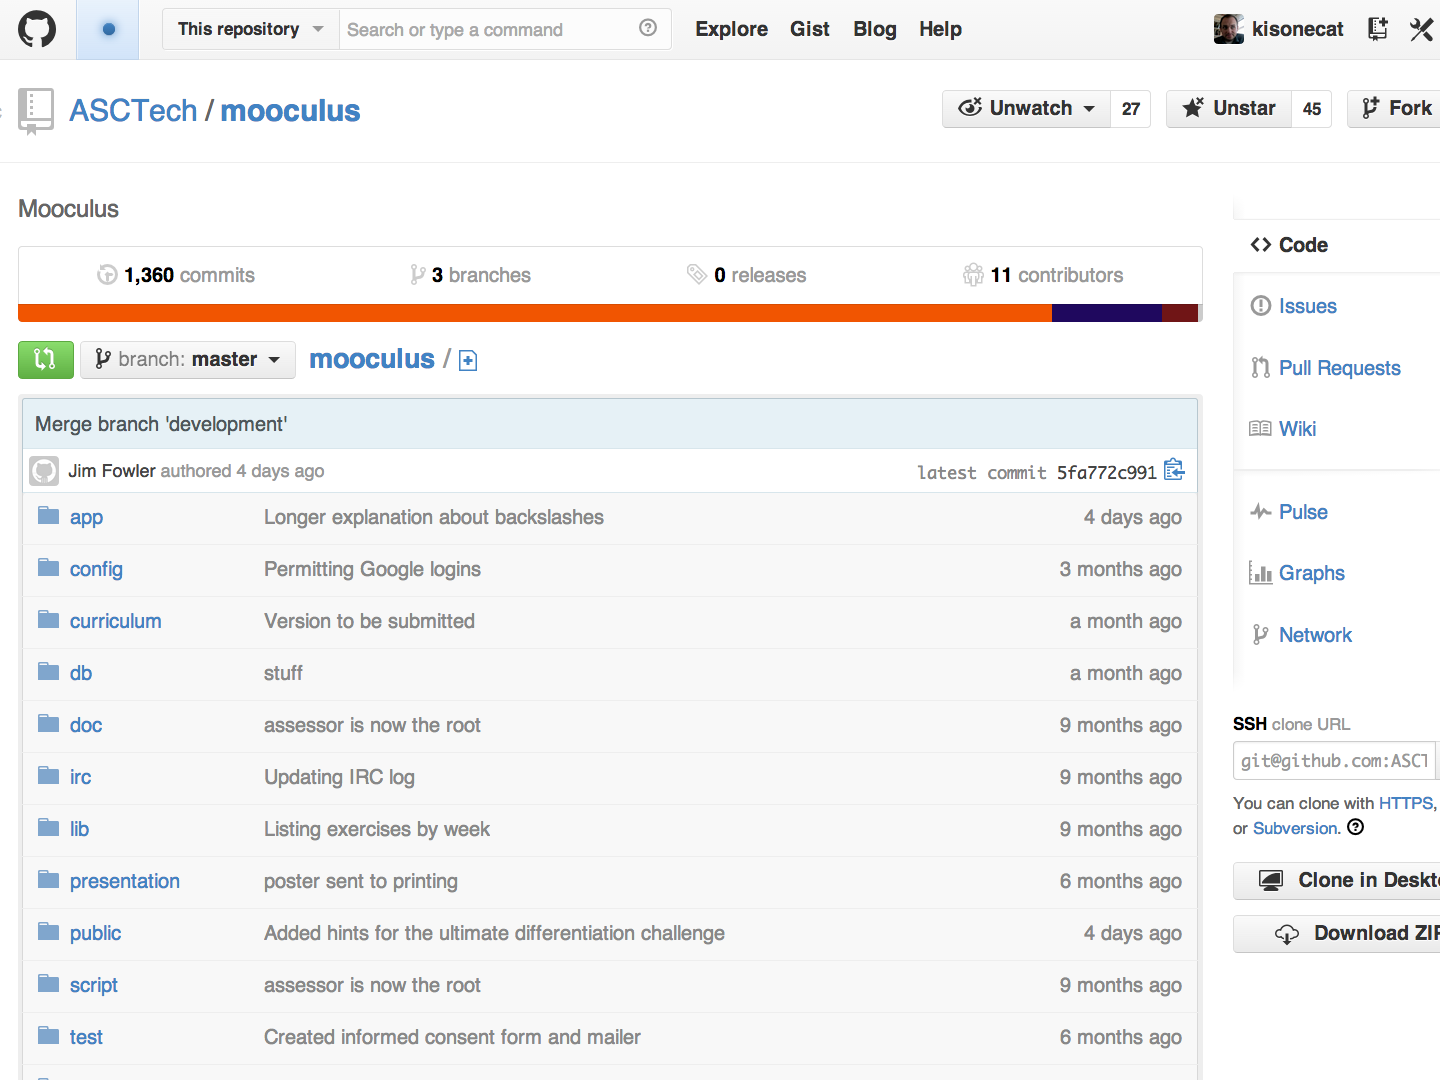 This repository Search or type a command Explore Gist Blog Help kisonecat
ASCTech / mooculus Unwatch 27 Unstar 45 Fork
Mooculus
1,360 commits 3 branches 0 releases 11 contributors
branch: master mooculus /
Merge branch 'development'
Jim Fowler authored 4 days ago latest commit 5fa772c991
app Longer explanation about backslashes 4 days ago
config Permitting Google logins 3 months ago
curriculum Version to be submitted a month ago
db stuff a month ago
doc assessor is now the root 9 months ago
irc Updating IRC log 9 months ago
lib Listing exercises by week 9 months ago
presentation poster sent to printing 6 months ago
public Added hints for the ultimate differentiation challenge 4 days ago
script assessor is now the root 9 months ago
test Created informed consent form and mailer 6 months ago
Code
Issues
Pull Requests
Wiki
Pulse
Graphs
Network
SSH clone URL
git@github.com:ASCT
You can clone with HTTPS,
or Subversion.
Clone in Deskt
Download ZIP